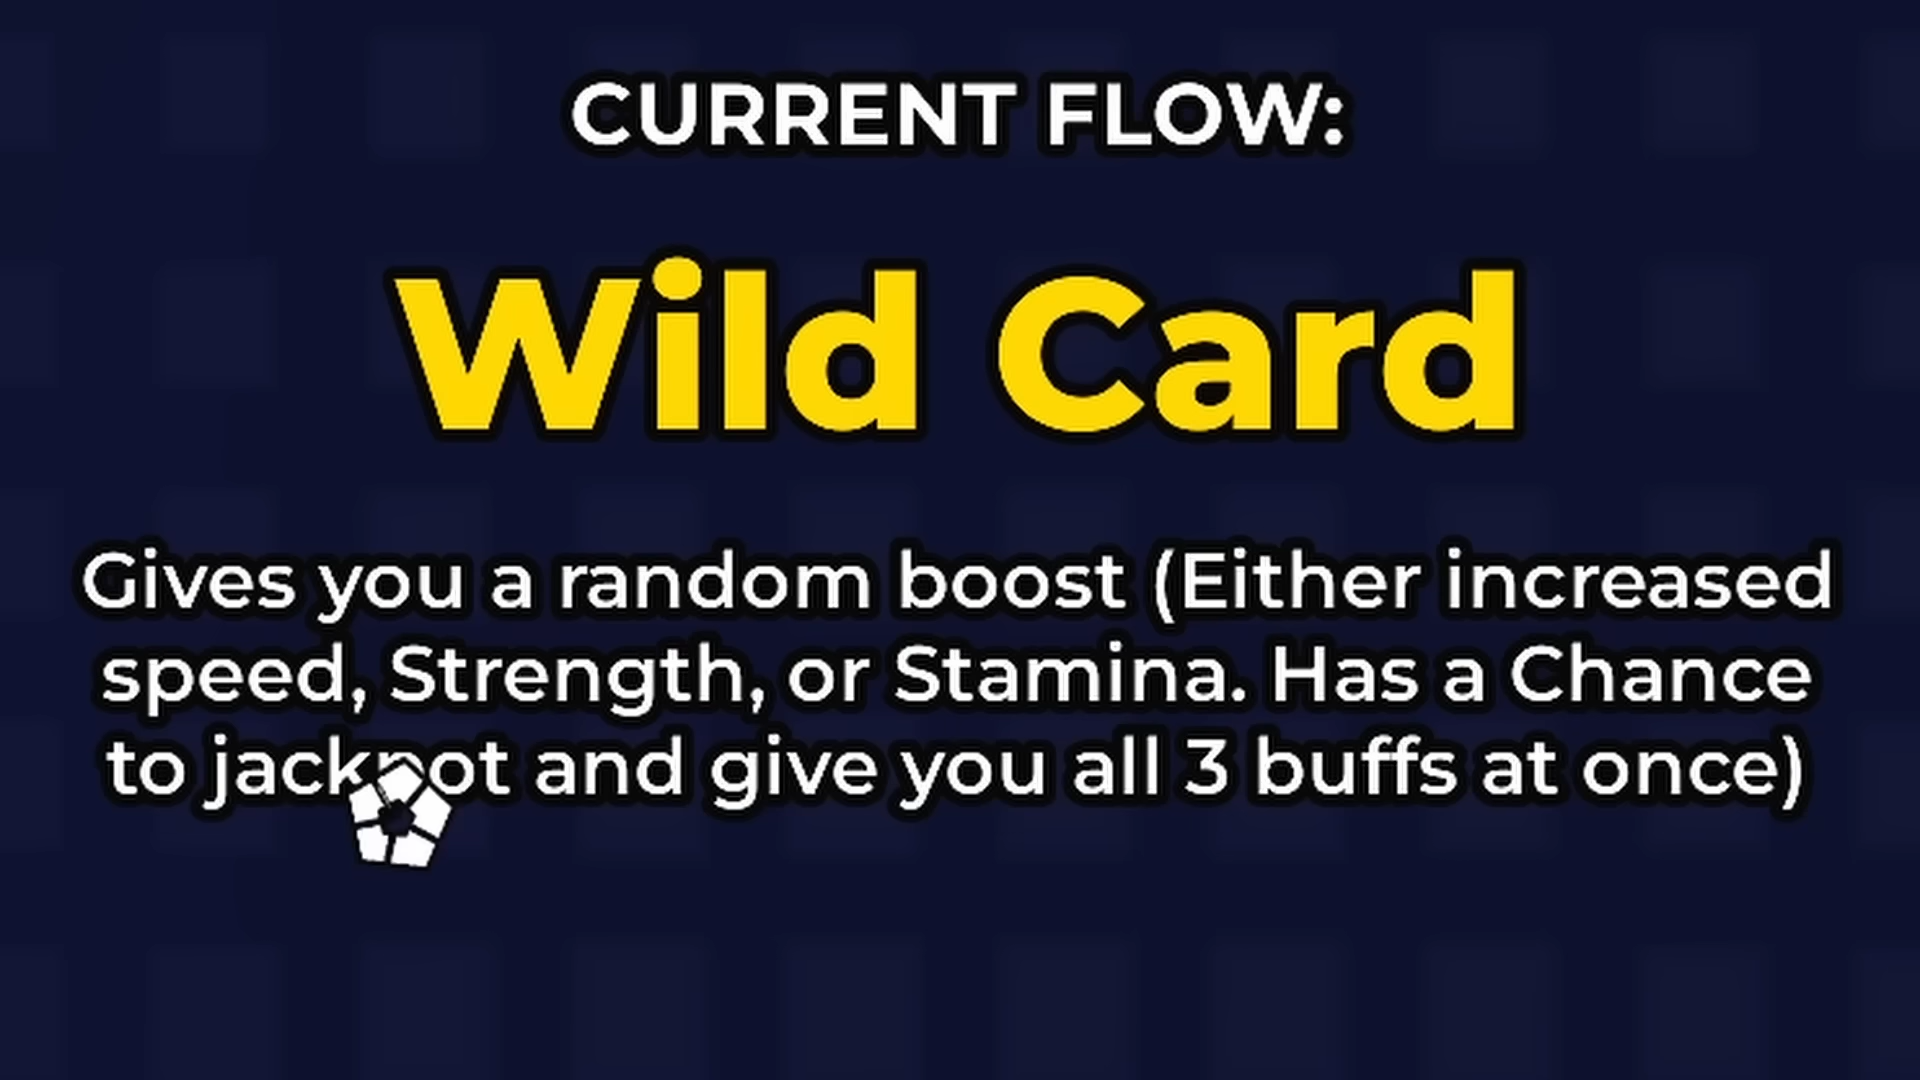 CURRENT FLOW:
Wild Card
Gives you a random boost (Either increased
speed, Strength, or Stamina. Has a Chance
to jackpot and give you all 3 buffs at once)